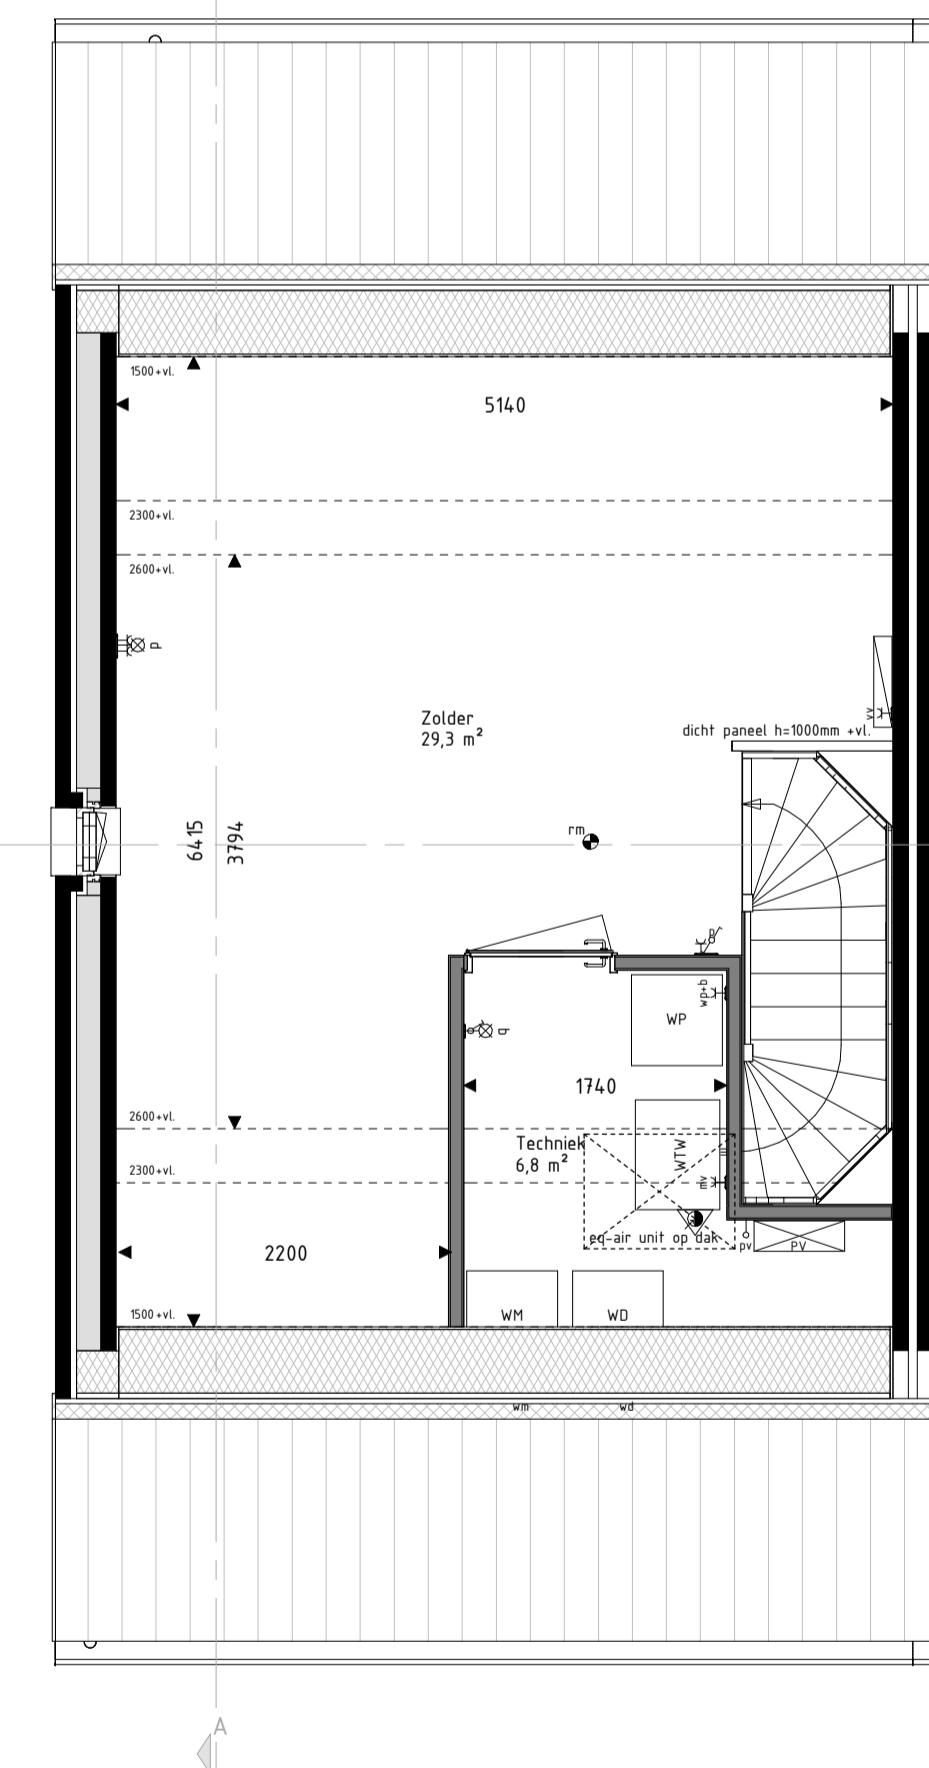 1500+vl.
5140
2300+vl.
2600+vl.
p
Zolder
29,3 m²
vv
dicht paneel h=1000mm +vl.
6415
3794
rm
p
wp+b
WP
q
1740
2600+vl.
Techniek
6,8 m²
WTW
mv
2300+vl.
eq-air unit op dak
pv
PV
2200
1500+vl.
WM
WD
wm
wd
A